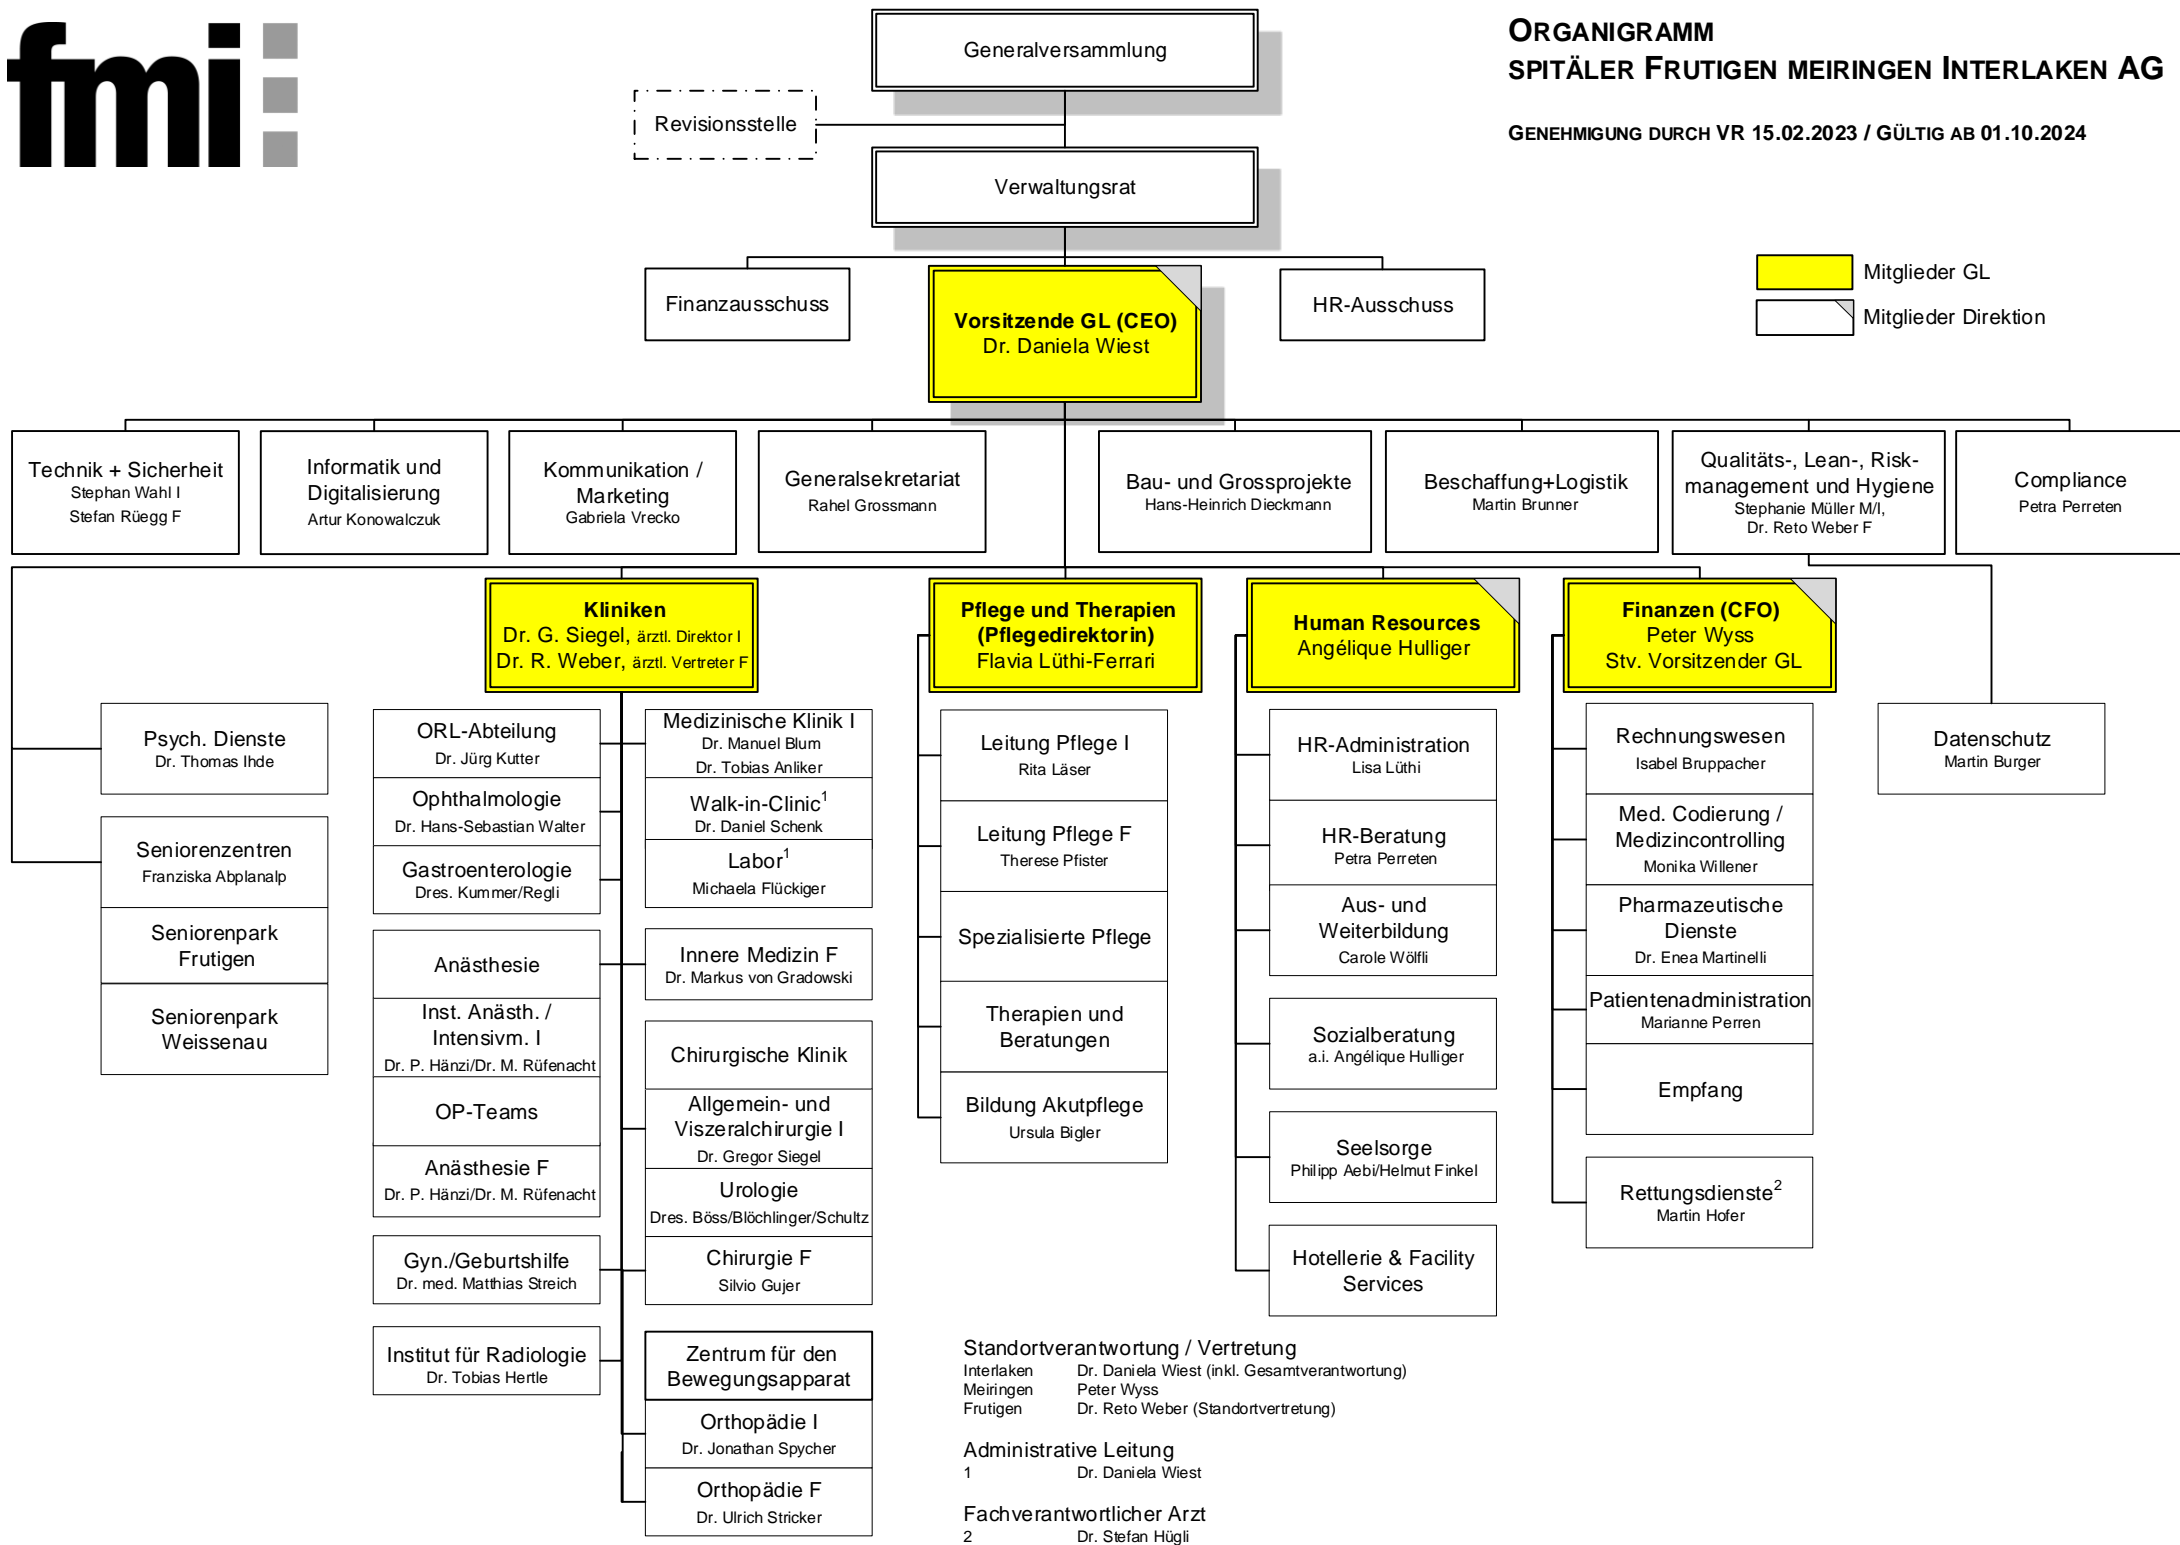 fmi
ORGANIGRAMM
SPITÄLER FRUTIGEN MEIRINGEN INTERLAKEN AG
GENEHMIGUNG DURCH VR 15.02.2023 / GÜLTIG AB 01.10.2024
Generalversammlung
Revisionsstelle
Verwaltungsrat
Mitglieder GL
Mitglieder Direktion
Finanzausschuss
Vorsitzende GL (CEO)
Dr. Daniela Wiest
HR-Ausschuss
Technik + Sicherheit
Stephan Wahl I
Stefan Rüegg F
Informatik und
Digitalisierung
Artur Konowalczuk
Kommunikation /
Marketing
Gabriela Vrecko
Generalsekretariat
Rahel Grossmann
Bau- und Grossprojekte
Hans-Heinrich Dieckmann
Beschaffung+Logistik
Martin Brunner
Qualitäts-, Lean-, Risk-
management und Hygiene
Stephanie Müller M/I,
Dr. Reto Weber F
Compliance
Petra Perreten
Kliniken
Dr. G. Siegel, ärztl. Direktor I
Dr. R. Weber, ärztl. Vertreter F
Pflege und Therapien
(Pflegedirektorin)
Flavia Lüthi-Ferrari
Human Resources
Angélique Hulliger
Finanzen (CFO)
Peter Wyss
Stv. Vorsitzender GL
Psych. Dienste
Dr. Thomas Ihde
Seniorenzentren
Franziska Abplanalp
Seniorenpark
Frutigen
Seniorenpark
Weissenau
ORL-Abteilung
Dr. Jürg Kutter
Ophthalmologie
Dr. Hans-Sebastian Walter
Gastroenterologie
Dres. Kummer/Regli
Anästhesie
Inst. Anästh. /
Intensivm. I
Dr. P. Hänzi/Dr. M. Rüfenacht
OP-Teams
Anästhesie F
Dr. P. Hänzi/Dr. M. Rüfenacht
Gyn./Geburtshilfe
Dr. med. Matthias Streich
Institut für Radiologie
Dr. Tobias Hertle
Medizinische Klinik I
Dr. Manuel Blum
Dr. Tobias Anliker
Walk-in-Clinic1
Dr. Daniel Schenk
Labor1
Michaela Flückiger
Innere Medizin F
Dr. Markus von Gradowski
Chirurgische Klinik
Allgemein- und
Viszeralchirurgie I
Dr. Gregor Siegel
Urologie
Dres. Böss/Blöchlinger/Schultz
Chirurgie F
Silvio Gujer
Zentrum für den
Bewegungsapparat
Orthopädie I
Dr. Jonathan Spycher
Orthopädie F
Dr. Ulrich Stricker
Leitung Pflege I
Rita Läser
Leitung Pflege F
Therese Pfister
Spezialisierte Pflege
Therapien und
Beratungen
Bildung Akutpflege
Ursula Bigler
HR-Administration
Lisa Lüthi
HR-Beratung
Petra Perreten
Aus- und
Weiterbildung
Carole Wölfli
Sozialberatung
a.i. Angélique Hulliger
Seelsorge
Philipp Aebi/Helmut Finkel
Hotellerie & Facility
Services
Rechnungswesen
Isabel Bruppacher
Med. Codierung /
Medizincontrolling
Monika Willener
Pharmazeutische
Dienste
Dr. Enea Martinelli
Patientenadministration
Marianne Perren
Empfang
Rettungsdienste2
Martin Hofer
Datenschutz
Martin Burger
Standortverantwortung / Vertretung
Interlaken Dr. Daniela Wiest (inkl. Gesamtverantwortung)
Meiringen Peter Wyss
Frutigen Dr. Reto Weber (Standortvertretung)
Administrative Leitung
1 Dr. Daniela Wiest
Fachverantwortlicher Arzt
2 Dr. Stefan Hügli